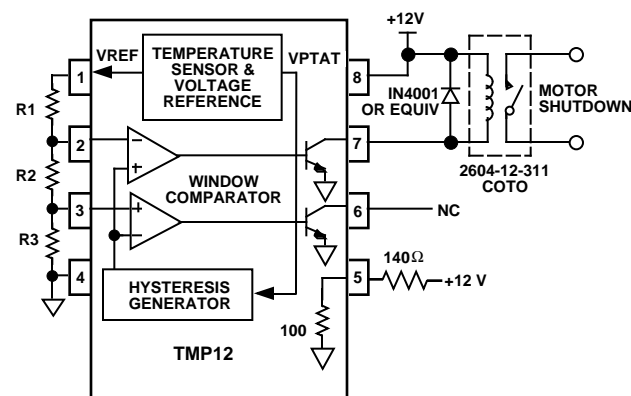 +12V
VREF
TEMPERATURE
SENSOR &
VOLTAGE
REFERENCE
VPTAT
1
8
R1
IN4001
OR EQUIV
MOTOR
SHUTDOWN
2
7
R2
WINDOW
COMPARATOR
2604-12-311
COTO
3
6
NC
R3
4
HYSTERESIS
GENERATOR
5
140Ω
+12 V
100
TMP12
− 
+
+
−